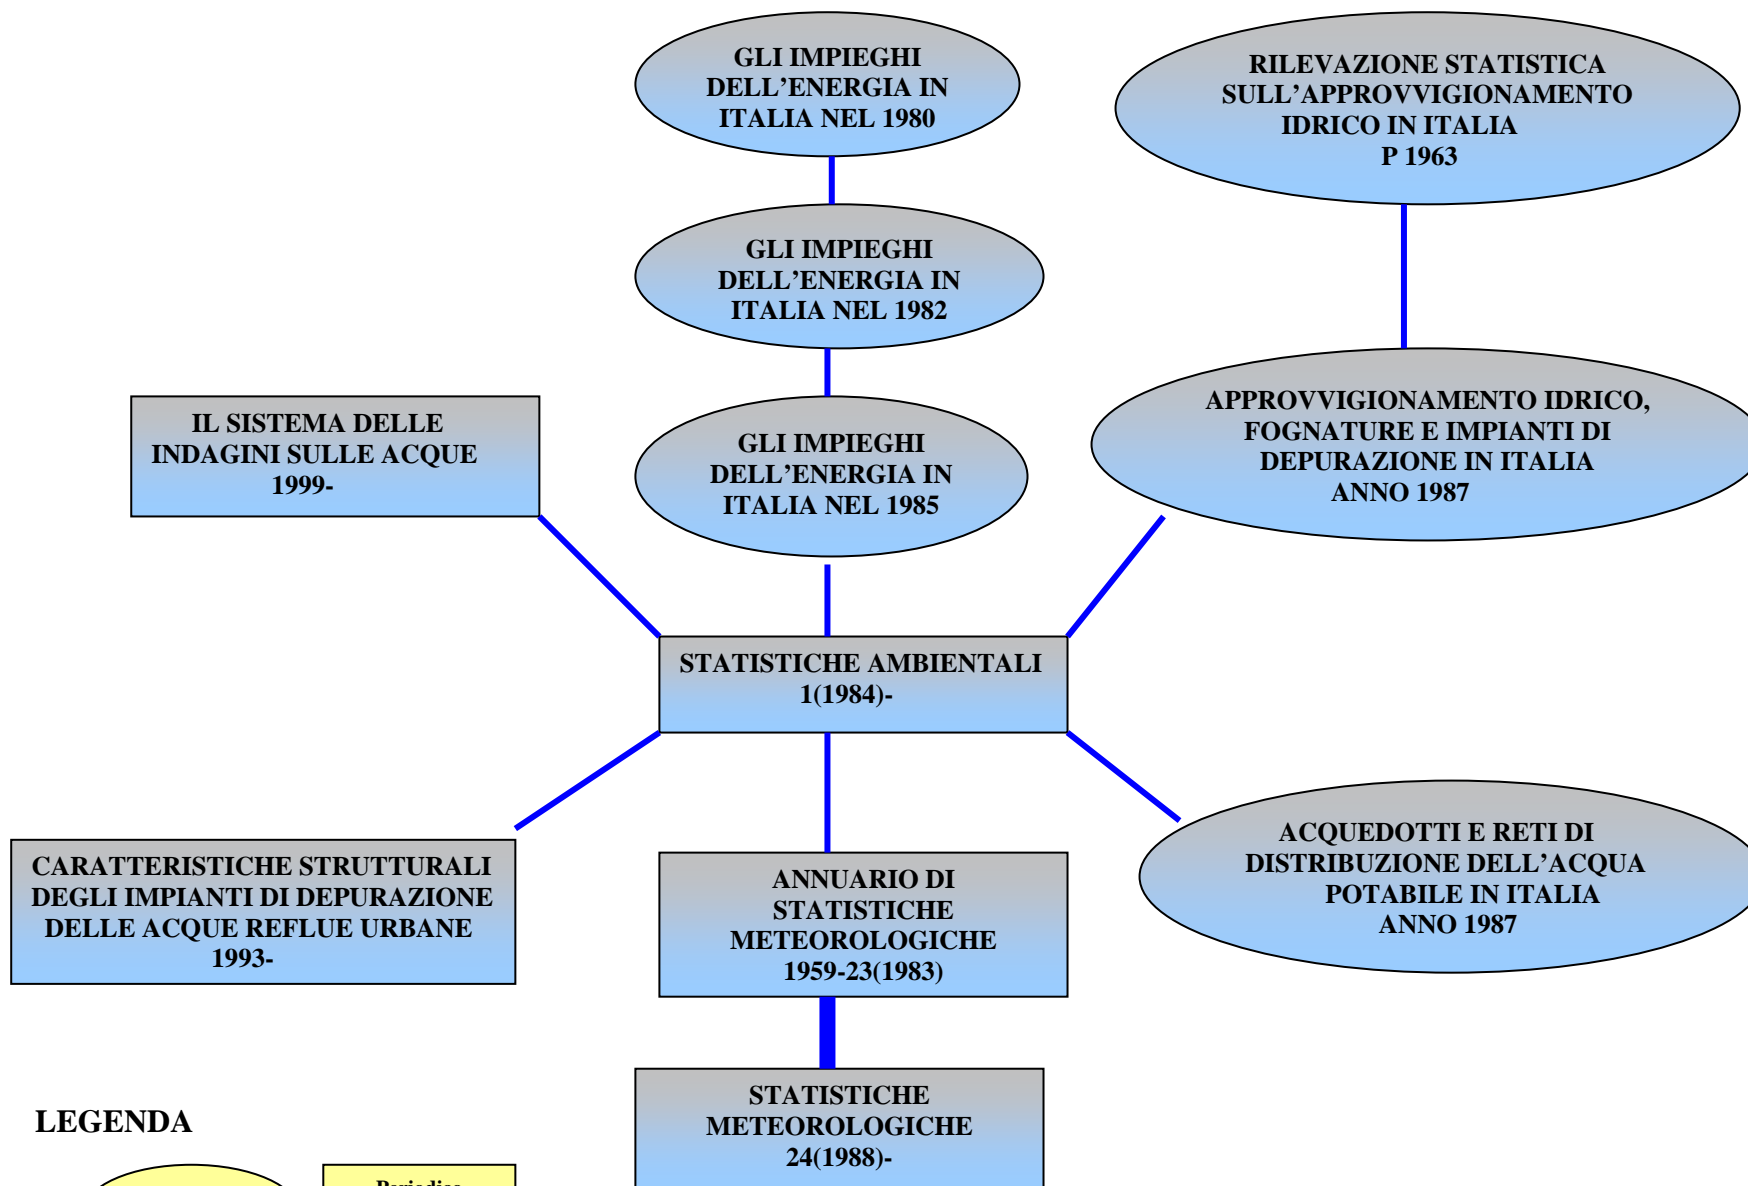 GLI IMPIEGHI
DELL’ENERGIA IN
ITALIA NEL 1980
RILEVAZIONE STATISTICA
SULL’APPROVVIGIONAMENTO
IDRICO IN ITALIA
P 1963
GLI IMPIEGHI
DELL’ENERGIA IN
ITALIA NEL 1982
IL SISTEMA DELLE
INDAGINI SULLE ACQUE
1999-
GLI IMPIEGHI
DELL’ENERGIA IN
ITALIA NEL 1985
APPROVVIGIONAMENTO IDRICO,
FOGNATURE E IMPIANTI DI
DEPURAZIONE IN ITALIA
ANNO 1987
STATISTICHE AMBIENTALI
1(1984)-
CARATTERISTICHE STRUTTURALI
DEGLI IMPIANTI DI DEPURAZIONE
DELLE ACQUE REFLUE URBANE
1993-
ANNUARIO DI
STATISTICHE
METEOROLOGICHE
1959-23(1983)
ACQUEDOTTI E RETI DI
DISTRIBUZIONE DELL’ACQUA
POTABILE IN ITALIA
ANNO 1987
STATISTICHE
METEOROLOGICHE
24(1988)-
LEGENDA
Periodico